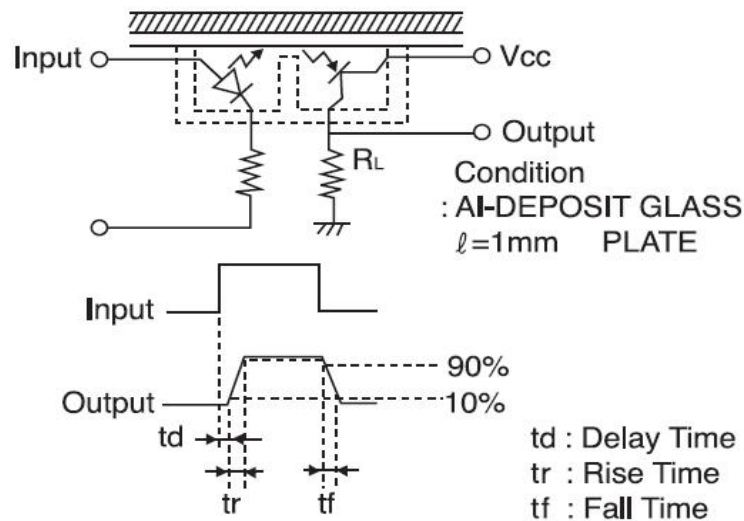 Input
Vcc
Output
RL
Condition
: Al-DEPOSIT GLASS
ℓ=1mm PLATE
Input
90%
Output
10%
td
td : Delay Time
tr : Rise Time
tr
tf
tf : Fall Time